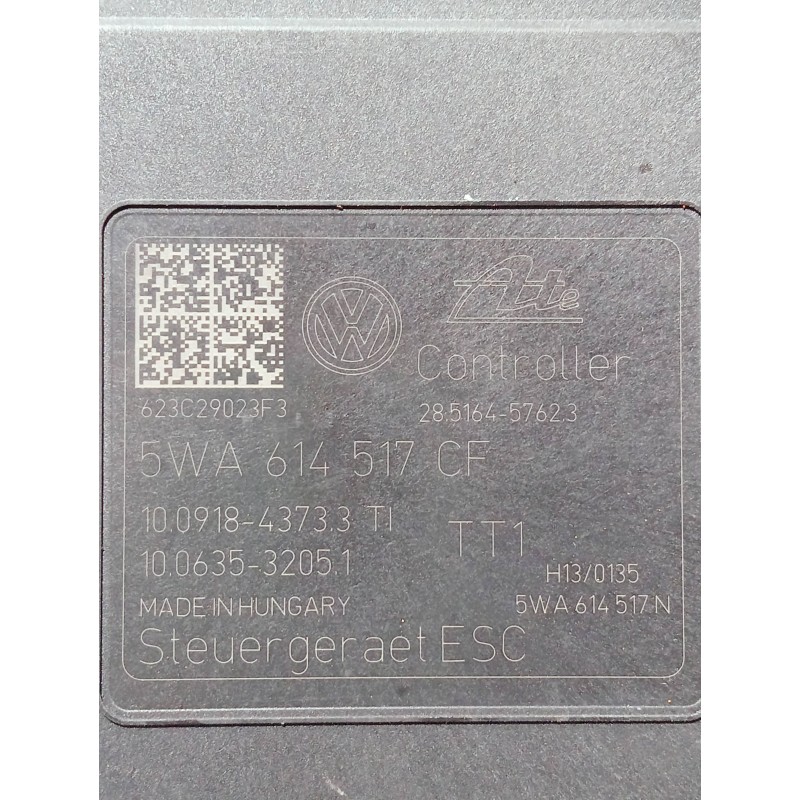 VW
Ate
Controller
623C29023F3
28.5164-5762.3
5WA 614 517 CF
10.0918-4373.3 TI
TT1
10.0635-3205.1
H13/0135
MADE IN HUNGARY
5WA 614 517 N
Steuergeraet ESC